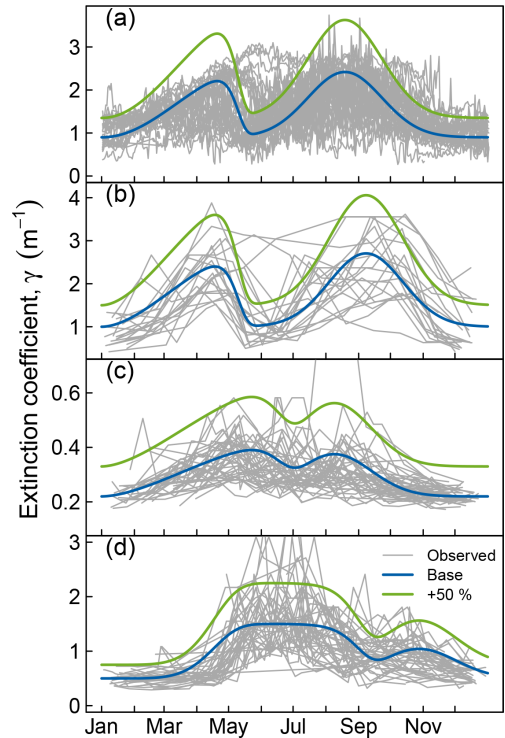 (a)
3
2
1
0
(b)
4
3
2
1
Extinction coefficient, γ (m⁻¹)
(c)
0.6
0.4
0.2
(d)
3
2
1
0
Observed
Base
+50 %
Jan Mar May Jul Sep Nov